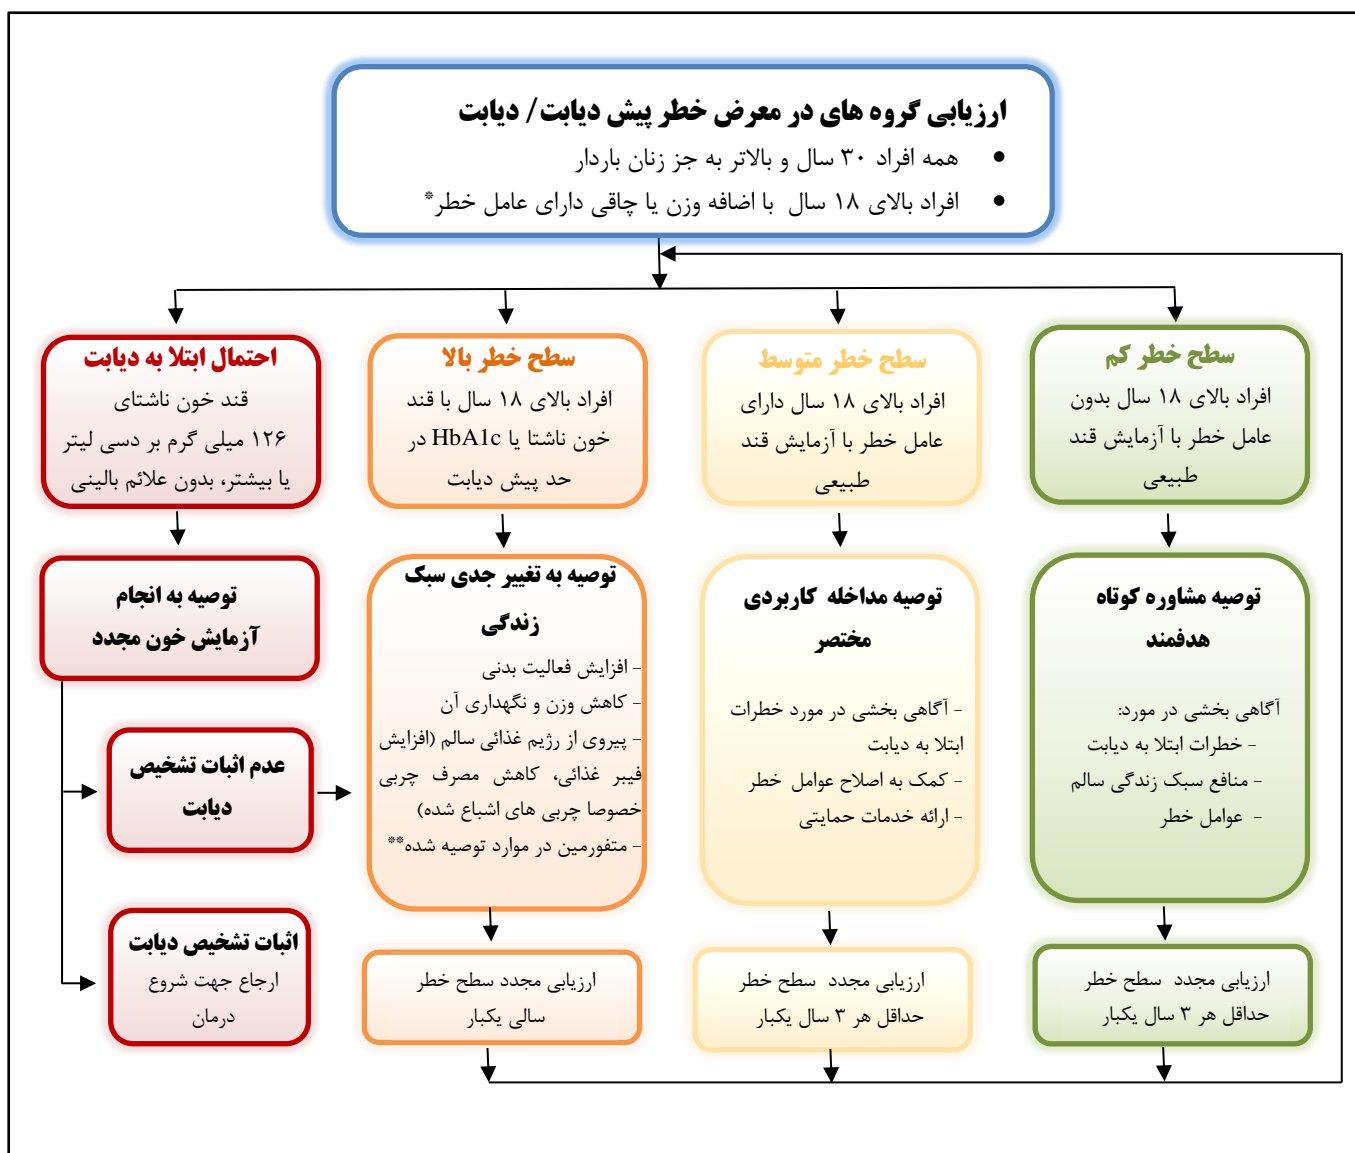 ارزیابی گروه های در معرض خطر پیش دیابت/ دیابت
• همه افراد ۳۰ سال و بالاتر به جز زنان باردار
• افراد بالای ۱۸ سال با اضافه وزن یا چاقی دارای عامل خطر*
سطح خطر کم
افراد بالای ۱۸ سال بدون
عامل خطر با آزمایش قند
طبیعی
سطح خطر متوسط
افراد بالای ۱۸ سال دارای
عامل خطر با آزمایش قند
طبیعی
سطح خطر بالا
افراد بالای ۱۸ سال با قند
خون ناشتا یا HbA1c در
حد پیش دیابت
احتمال ابتلا به دیابت
قند خون ناشتای
۱۲۶ میلی گرم بر دسی لیتر
یا بیشتر، بدون علائم بالینی
توصیه مشاوره کوتاه
هدفمند
آگاهی بخشی در مورد:
- خطرات ابتلا به دیابت
- منافع سبک زندگی سالم
- عوامل خطر
توصیه مداخله کاربردی
مختصر
- آگاهی بخشی در مورد خطرات
ابتلا به دیابت
- کمک به اصلاح عوامل خطر
- ارائه خدمات حمایتی
توصیه به تغییر جدی سبک
زندگی
- افزایش فعالیت بدنی
- کاهش وزن و نگهداری آن
- پیروی از رژیم غذائی سالم (افزایش
فیبر غذائی، کاهش مصرف چربی
خصوصا چربی های اشباع شده)
- متفورمین در موارد توصیه شده**
توصیه به انجام
آزمایش خون مجدد
عدم اثبات تشخیص
دیابت
اثبات تشخیص دیابت
ارجاع جهت شروع
درمان
ارزیابی مجدد سطح خطر
حداقل هر ۳ سال یکبار
ارزیابی مجدد سطح خطر
حداقل هر ۳ سال یکبار
ارزیابی مجدد سطح خطر
سالی یکبار